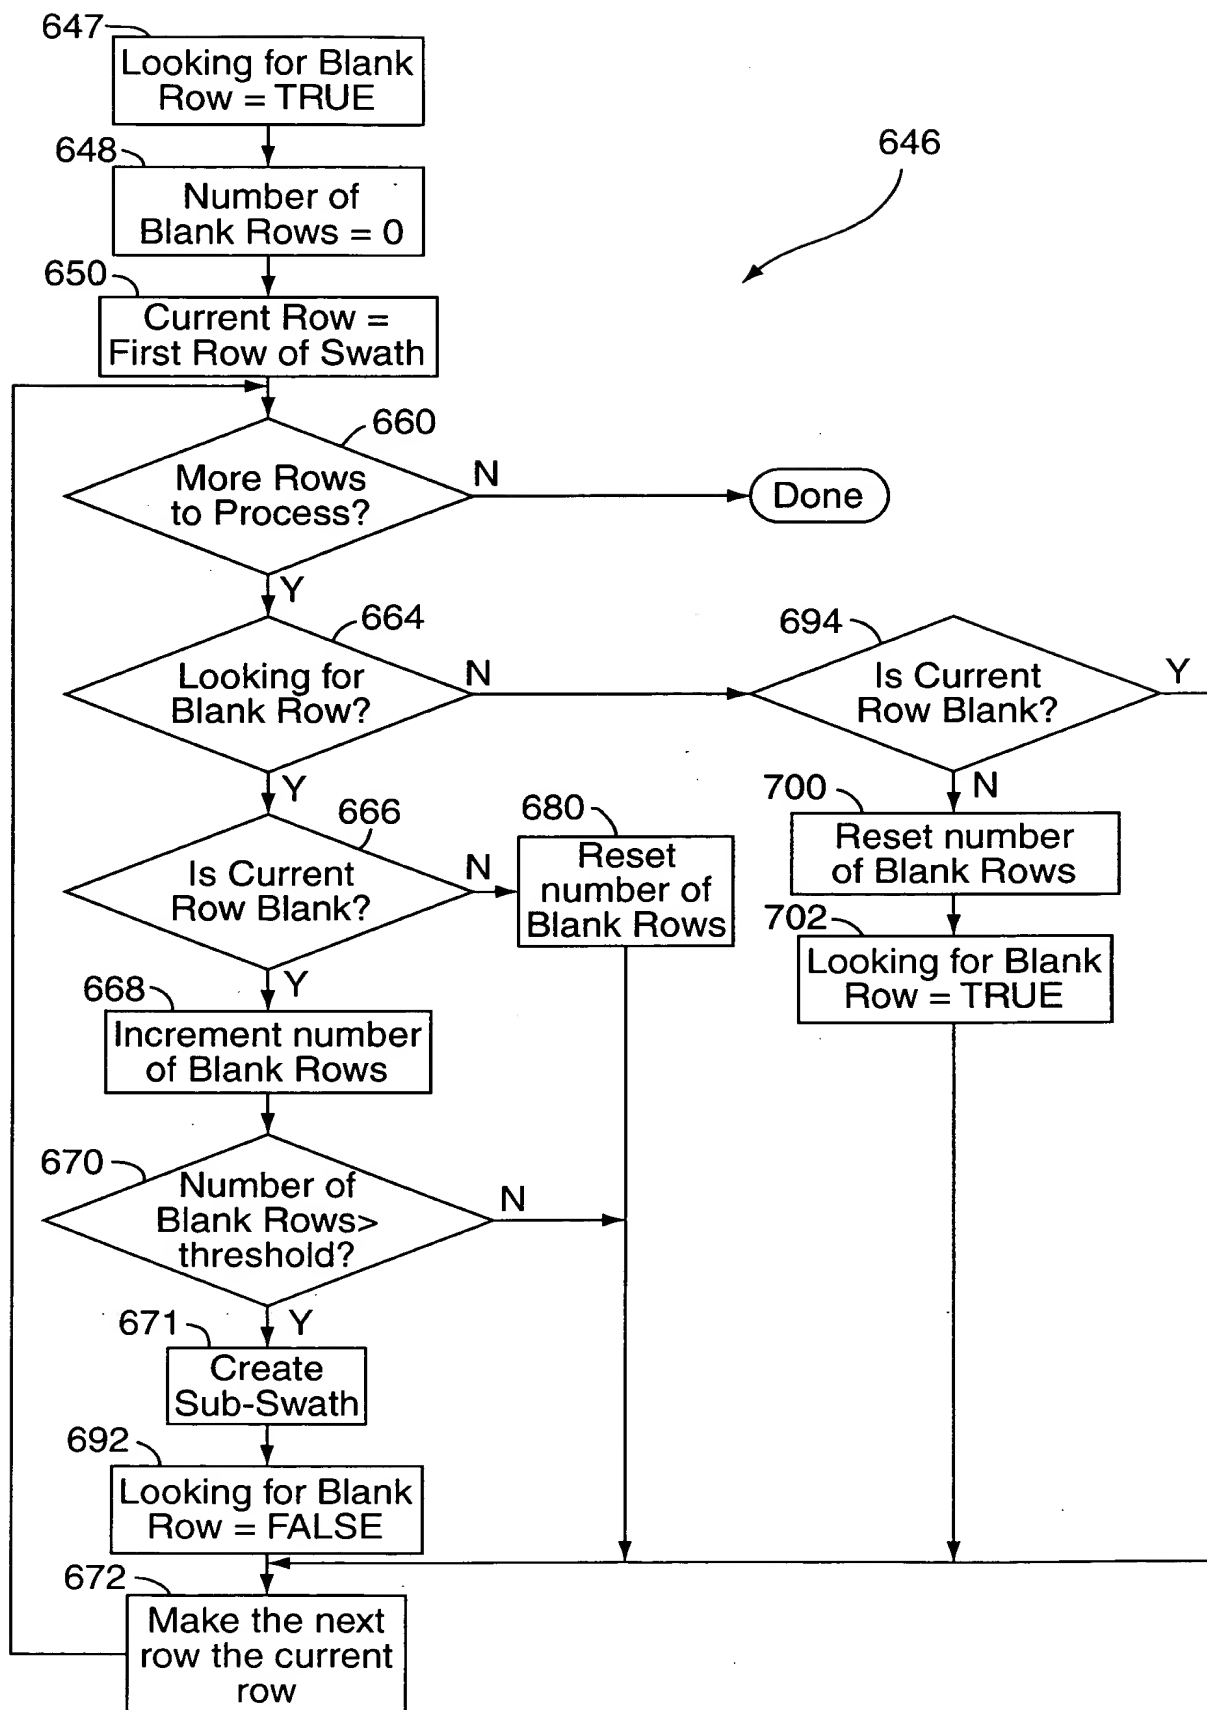 647
Looking for Blank
Row = TRUE
648
Number of
Blank Rows = 0
646
650
Current Row =
First Row of Swath
660
More Rows
to Process?
N
Done
Y
664
Looking for
Blank Row?
N
694
Is Current
Row Blank?
Y
Y
666
Is Current
Row Blank?
N
680
Reset
number of
Blank Rows
N
700
Reset number
of Blank Rows
702
Looking for Blank
Row = TRUE
Y
668
Increment number
of Blank Rows
670
Number of
Blank Rows>
threshold?
N
Y
671
Create
Sub-Swath
692
Looking for Blank
Row = FALSE
672
Make the next
row the current
row